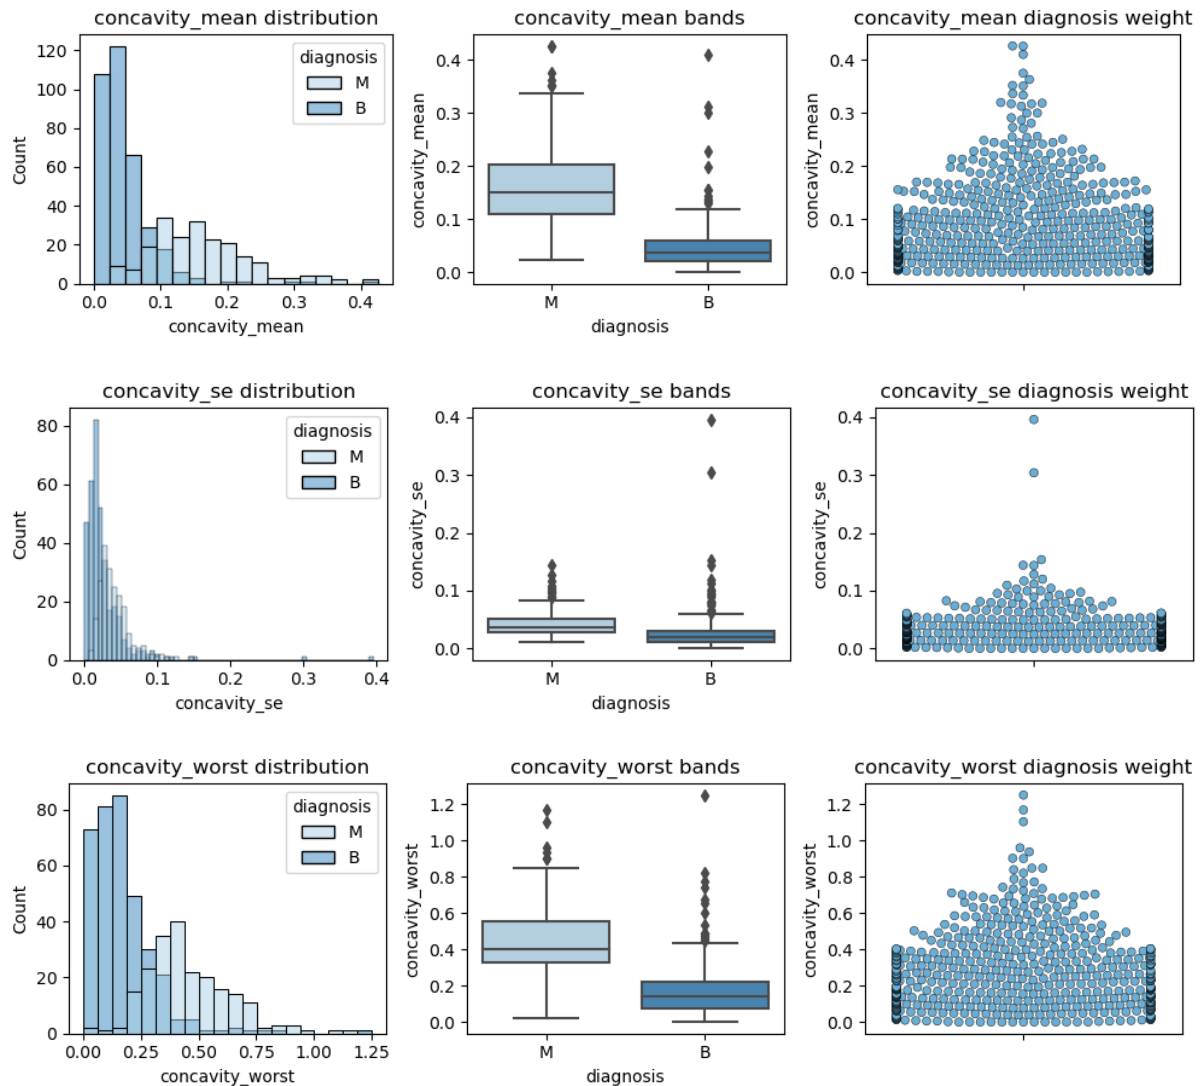 concavity_mean distribution
120
100
80
60
40
20
0
Count
diagnosis
M
B
0.0 0.1 0.2 0.3 0.4
concavity_mean
concavity_mean bands
0.4
0.3
0.2
0.1
0.0
concavity_mean
M B
diagnosis
concavity_mean diagnosis weight
0.4
0.3
0.2
0.1
0.0
concavity_mean
concavity_se distribution
80
60
40
20
0
Count
diagnosis
M
B
0.0 0.1 0.2 0.3 0.4
concavity_se
concavity_se bands
0.4
0.3
0.2
0.1
0.0
concavity_se
M B
diagnosis
concavity_se diagnosis weight
0.4
0.3
0.2
0.1
0.0
concavity_se
concavity_worst distribution
80
60
40
20
0
Count
diagnosis
M
B
0.00 0.25 0.50 0.75 1.00 1.25
concavity_worst
concavity_worst bands
1.2
1.0
0.8
0.6
0.4
0.2
0.0
concavity_worst
M B
diagnosis
concavity_worst diagnosis weight
1.2
1.0
0.8
0.6
0.4
0.2
0.0
concavity_worst